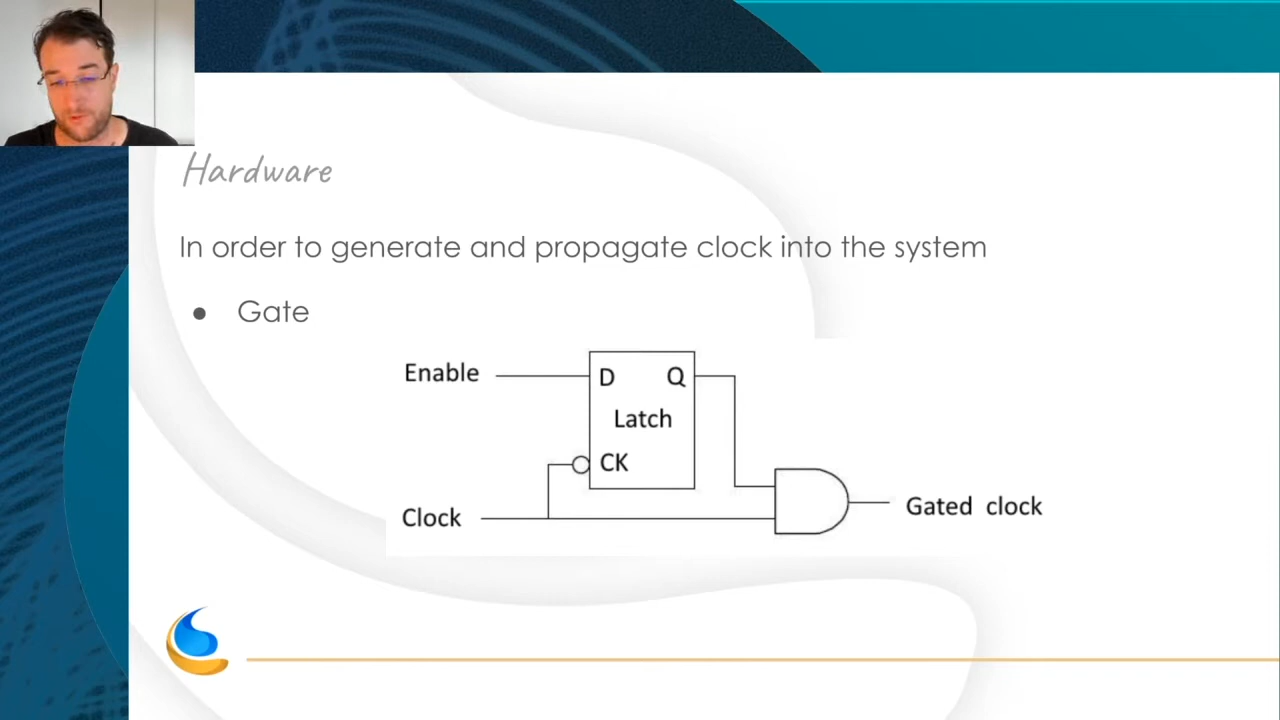 Hardware
In order to generate and propagate clock into the system
● Gate
Enable
D Q
Latch
CK
Clock
Gated clock